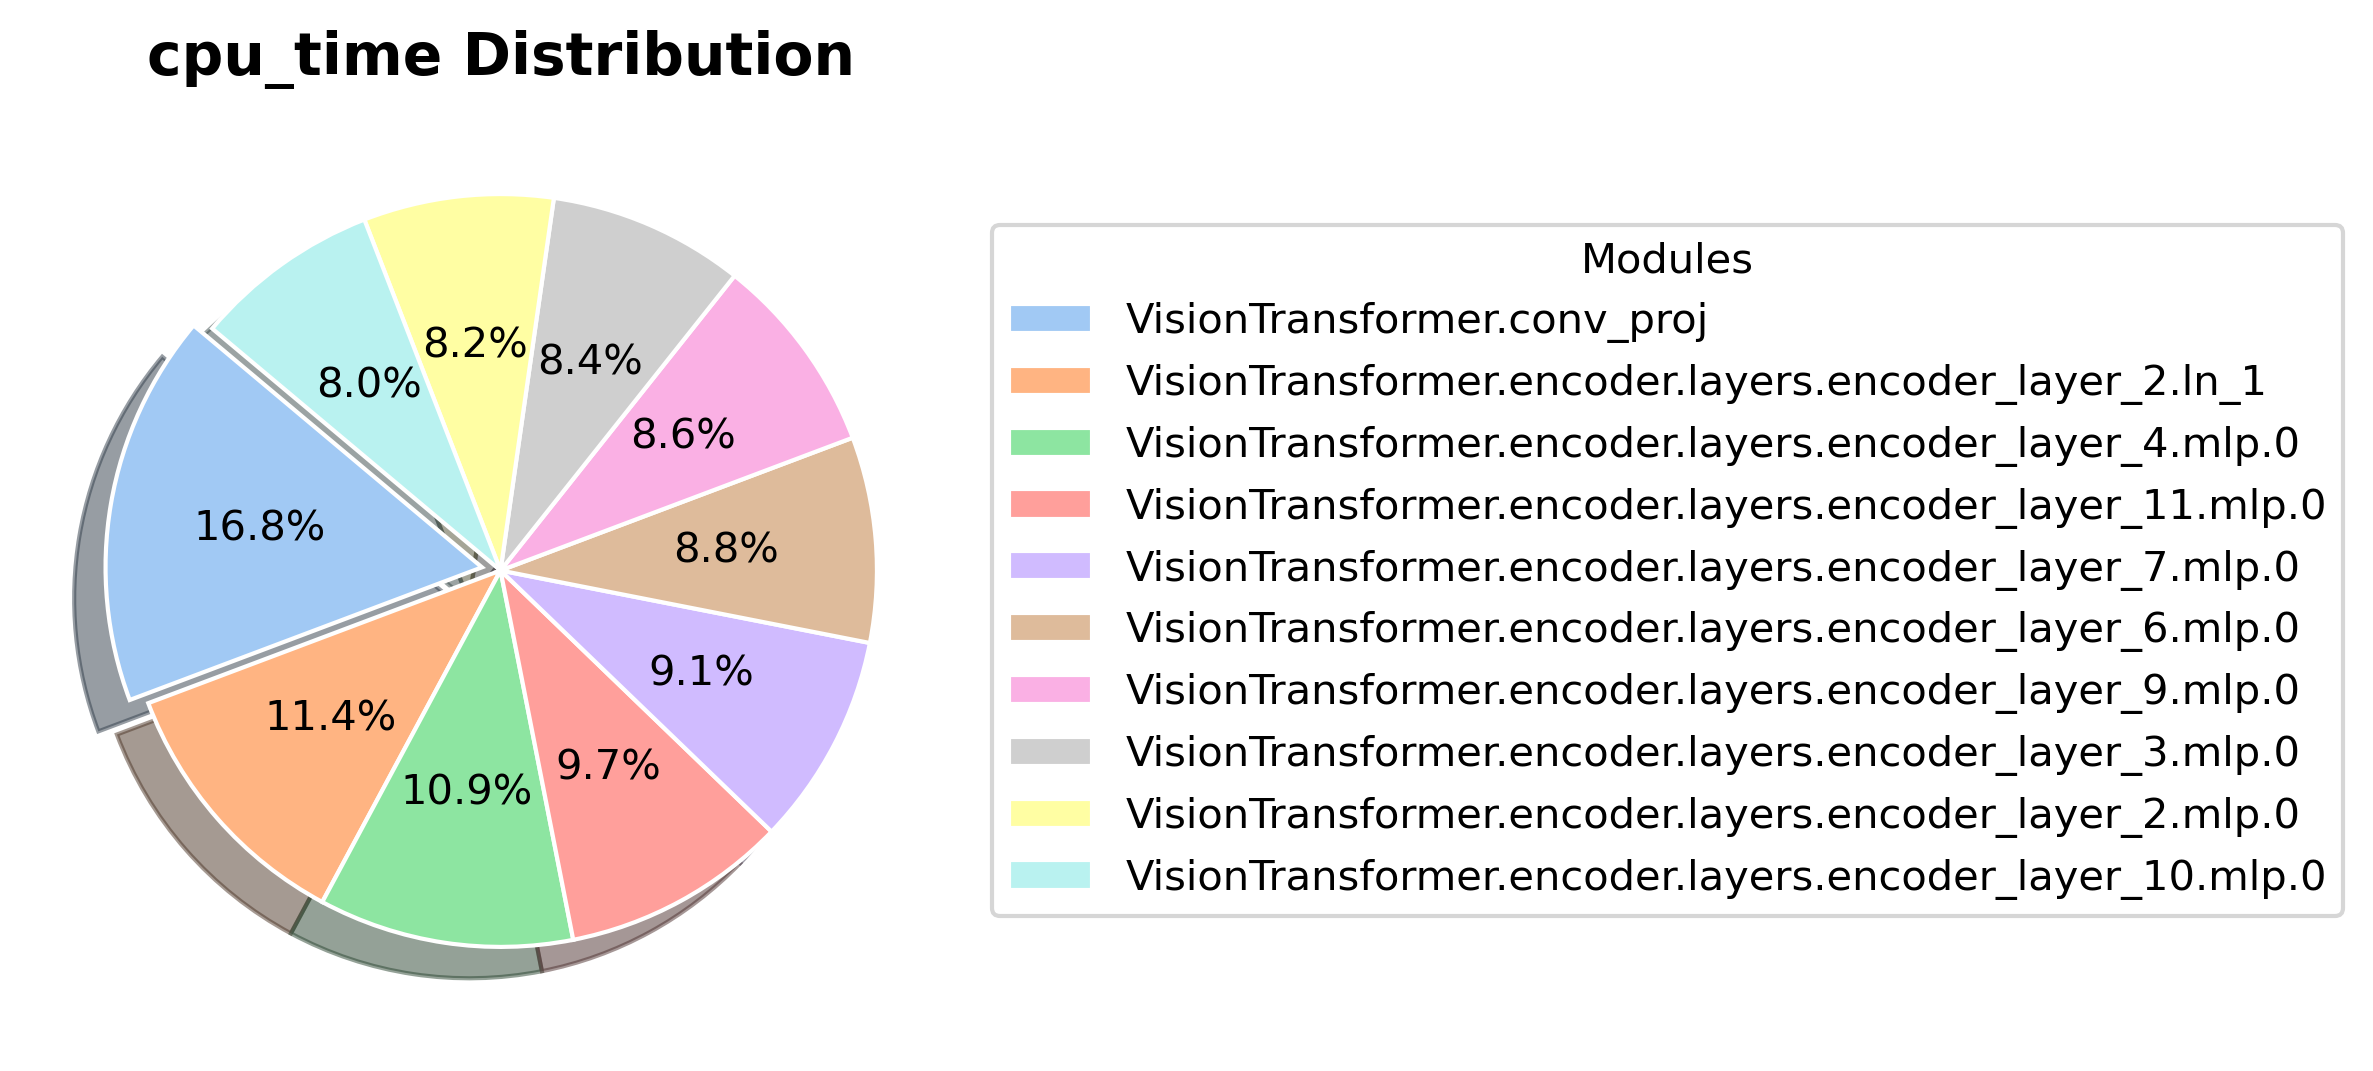 cpu_time Distribution
8.2%
8.4%
8.0%
8.6%
16.8%
8.8%
9.1%
11.4%
9.7%
10.9%
Modules
VisionTransformer.conv_proj
VisionTransformer.encoder.layers.encoder_layer_2.ln_1
VisionTransformer.encoder.layers.encoder_layer_4.mlp.0
VisionTransformer.encoder.layers.encoder_layer_11.mlp.0
VisionTransformer.encoder.layers.encoder_layer_7.mlp.0
VisionTransformer.encoder.layers.encoder_layer_6.mlp.0
VisionTransformer.encoder.layers.encoder_layer_9.mlp.0
VisionTransformer.encoder.layers.encoder_layer_3.mlp.0
VisionTransformer.encoder.layers.encoder_layer_2.mlp.0
VisionTransformer.encoder.layers.encoder_layer_10.mlp.0